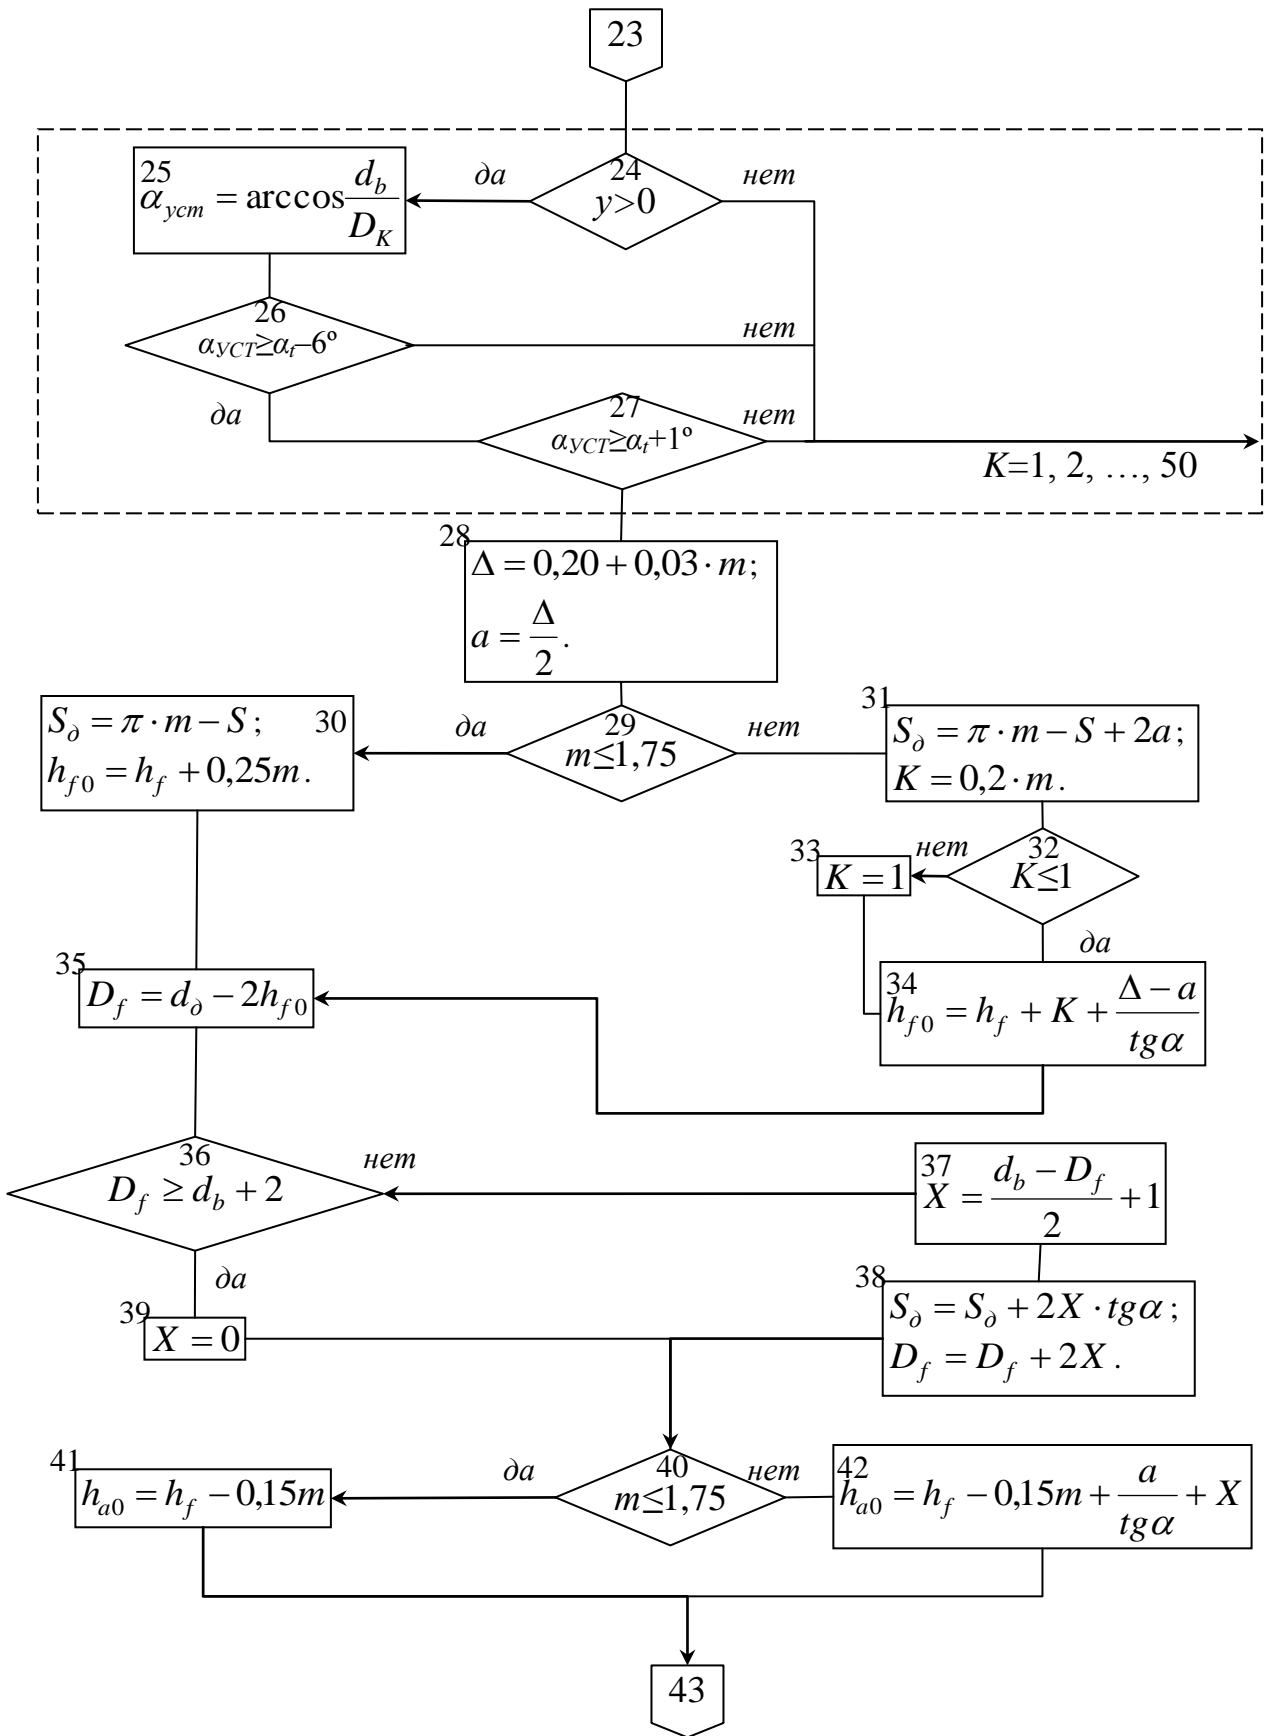 23
24
да
нет
y>0
25
α_уст = arccos d_b / D_K
26
нет
α_УСТ≥α_t–6º
да
27
нет
α_УСТ≥α_t+1º
K=1, 2, …, 50
28
Δ = 0,20 + 0,03 · m;
a = Δ / 2.
S_д = π · m − S; 30
h_f0 = h_f + 0,25m.
да
29
нет
m≤1,75
31
S_д = π · m − S + 2a;
K = 0,2 · m.
33
K = 1
нет
32
K≤1
да
34
h_f0 = h_f + K + (Δ − a) / tgα
35
D_f = d_д − 2h_f0
36
нет
D_f ≥ d_b + 2
да
37
X = (d_b − D_f) / 2 + 1
38
S_д = S_д + 2X · tgα;
D_f = D_f + 2X.
39
X = 0
41
h_a0 = h_f − 0,15m
да
40
нет
m≤1,75
42
h_a0 = h_f − 0,15m + a / tgα + X
43